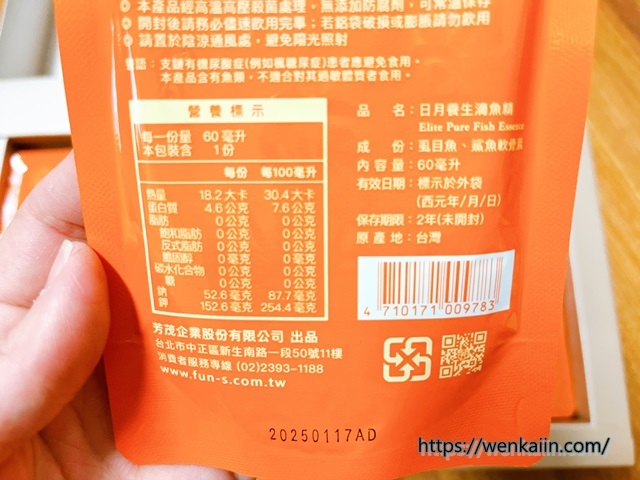 本產品經高溫高壓殺菌處理，無添加防腐劑，可常溫保存
開封後請務必儘速飲用完畢；若鋁袋破損或膨脹請勿飲用
請置於陰涼通風處，避免陽光照射
警語：支鏈有機尿酸症(例如楓糖尿症)患者應避免食用。
本產品含有魚類，不適合對其過敏體質者食用。
營養標示
每一份量 60毫升
本包裝含 1份
每份 每100毫升
熱量 18.2大卡 30.4大卡
蛋白質 4.6公克 7.6公克
脂肪 0公克 0公克
飽和脂肪 0公克 0公克
反式脂肪 0公克 0公克
膽固醇 0毫克 0毫克
碳水化合物 0公克 0公克
糖 0公克 0公克
鈉 52.6毫克 87.7毫克
鉀 152.6毫克 254.4毫克
芳茂企業股份有限公司 出品
台北市中正區新生南路一段50號11樓
消費者服務專線 (02)2393-1188
www.fun-s.com.tw
品名：日月養生滴魚精
Elite Pure Fish Essence
成份：虱目魚、鯊魚軟骨素
內容量：60毫升
有效日期：標示於外袋
(西元年/月/日)
保存期限：2年(未開封)
原產地：台灣
4 710171 009783
20250117AD
https://wenkaiin.com/